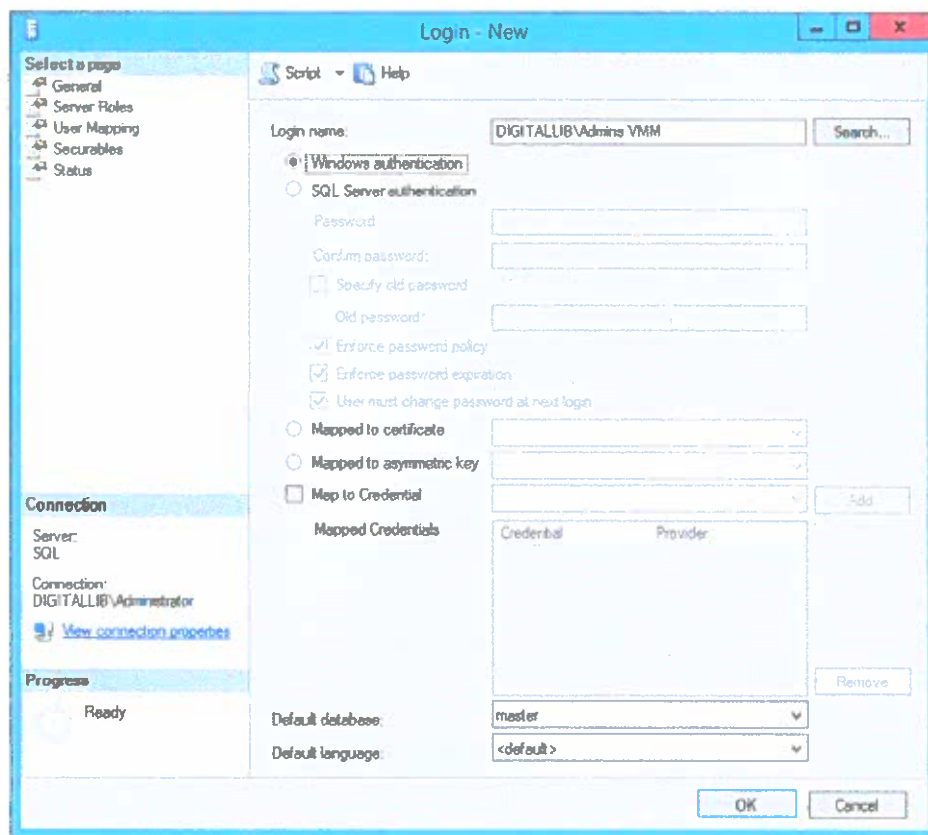 Login - New
Select a page
General
Server Roles
User Mapping
Securables
Status
Script
Help
Login name:
DIGITALLIB\Admins VMM
Search...
Windows authentication
SQL Server authentication
Password:
Confirm password:
Specify old password
Old password:
Enforce password policy
Enforce password expiration
User must change password at next login
Mapped to certificate
Mapped to asymmetric key
Map to Credential
Add
Mapped Credentials
Credential
Provider
Remove
Default database:
master
Default language:
<default>
Connection
Server:
SQL
Connection:
DIGITALLIB\Administrator
View connection properties
Progress
Ready
OK
Cancel